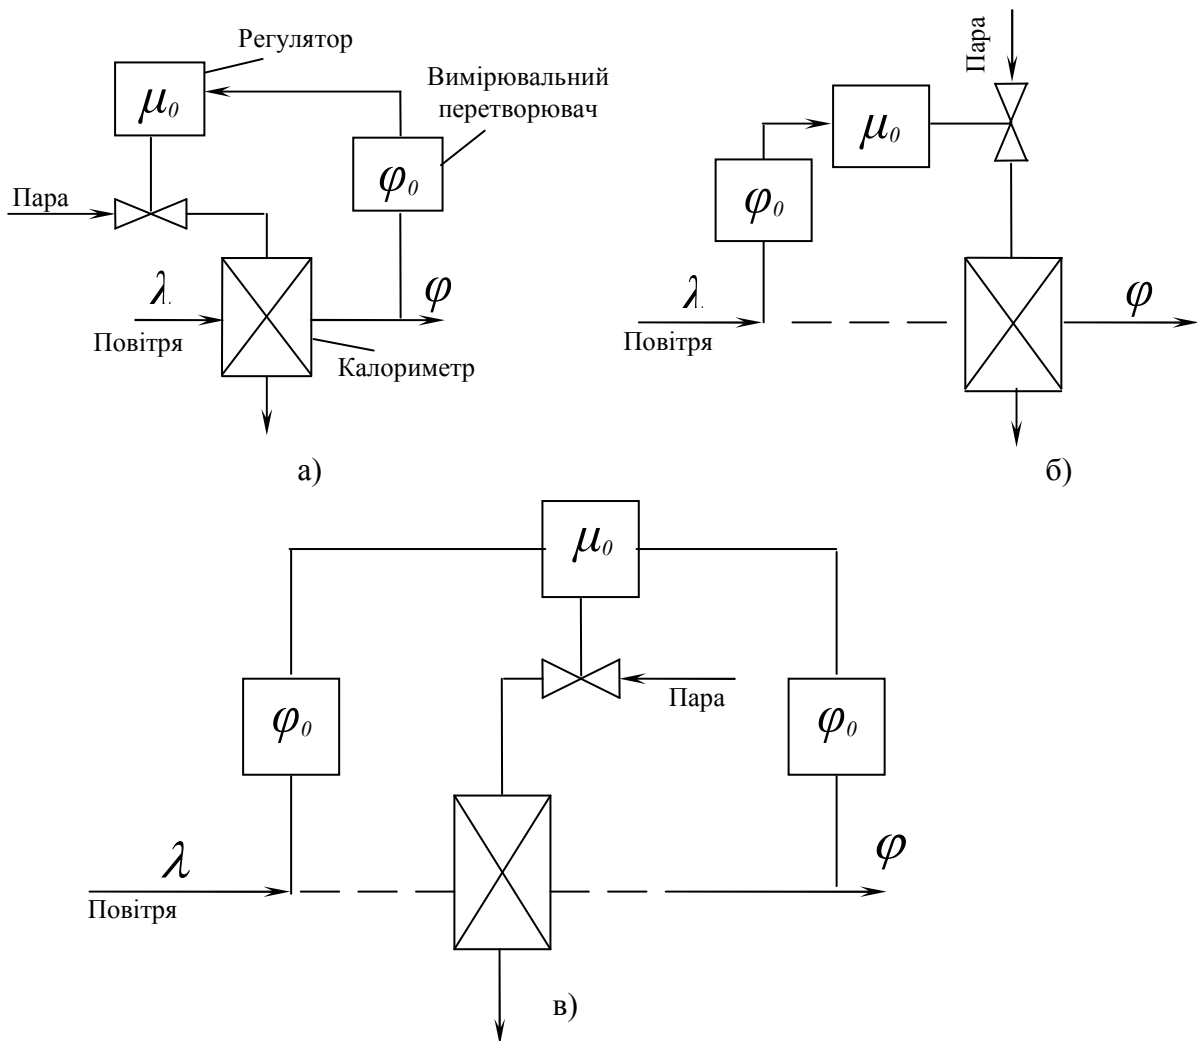 Регулятор
μ0
Вимірювальний
перетворювач
φ0
Пара
λ
Повітря
φ
Калориметр
а)
Пара
μ0
φ0
λ
Повітря
φ
б)
μ0
φ0
Пара
φ0
λ
Повітря
φ
в)